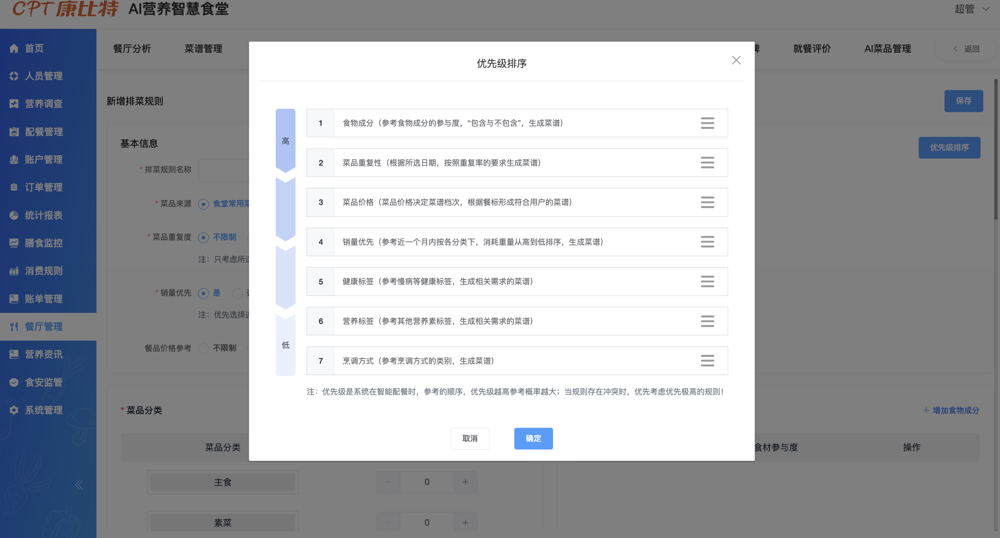 CPT康比特 AI营养智慧食堂 超管
首页
人员管理
营养调查
配餐管理
账户管理
订单管理
统计报表
膳食监控
消费规则
账单管理
餐厅管理
营养资讯
食安监管
系统管理
餐厅分析 菜谱管理 就餐评价 AI菜品管理 返回
新增排菜规则 保存
基本信息 优先级排序
* 排菜规则名称
* 菜品来源 食堂常用菜
* 菜品重复度 不限制
注：只考虑所选
* 销量优先 是
注：优先选择近
餐品价格参考 不限制
* 菜品分类 + 增加食物成分
菜品分类 食材参与度 操作
主食 0
素菜 0
优先级排序
高
低
1 食物成分（参考食物成分的参与度，“包含与不包含”，生成菜谱）
2 菜品重复性（根据所选日期，按照重复率的要求生成菜谱）
3 菜品价格（菜品价格决定菜谱档次，根据餐标形成符合用户的菜谱）
4 销量优先（参考近一个月内按各分类下，消耗重量从高到低排序，生成菜谱）
5 健康标签（参考慢病等健康标签，生成相关需求的菜谱）
6 营养标签（参考其他营养素标签，生成相关需求的菜谱）
7 烹调方式（参考烹调方式的类别，生成菜谱）
注：优先级是系统在智能配餐时，参考的顺序，优先级越高参考概率越大；当规则存在冲突时，优先考虑优先极高的规则！
取消 确定